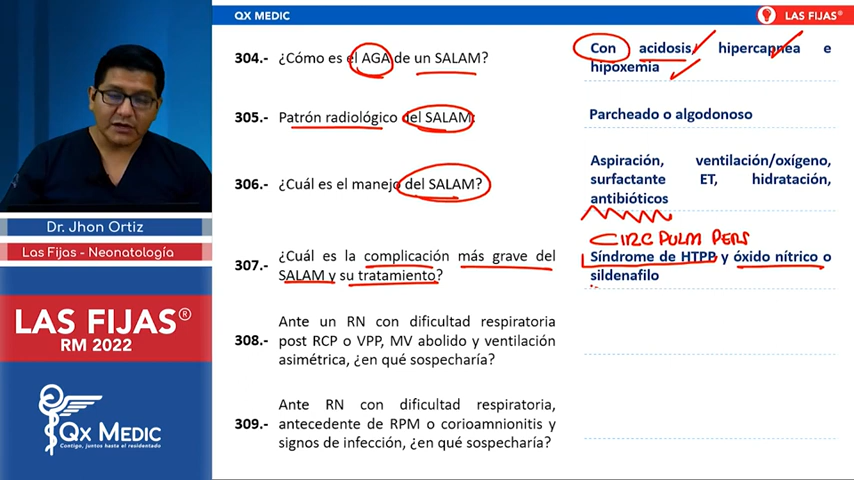 QX MEDIC
LAS FIJAS®
304.- ¿Cómo es el AGA de un SALAM?
Con acidosis, hipercapnea e
hipoxemia
305.- Patrón radiológico del SALAM:
Parcheado o algodonoso
306.- ¿Cuál es el manejo del SALAM?
Aspiración, ventilación/oxígeno,
surfactante ET, hidratación,
antibióticos
CIRC PULM PERS
307.- ¿Cuál es la complicación más grave del
SALAM y su tratamiento?
Síndrome de HTPP y óxido nítrico o
sildenafilo
308.- Ante un RN con dificultad respiratoria
post RCP o VPP, MV abolido y ventilación
asimétrica, ¿en qué sospecharía?
309.- Ante RN con dificultad respiratoria,
antecedente de RPM o corioamnionitis y
signos de infección, ¿en qué sospecharía?
Dr. Jhon Ortiz
Las Fijas - Neonatología
LAS FIJAS®
RM 2022
QX MEDIC
Contigo, juntos hasta el residentado